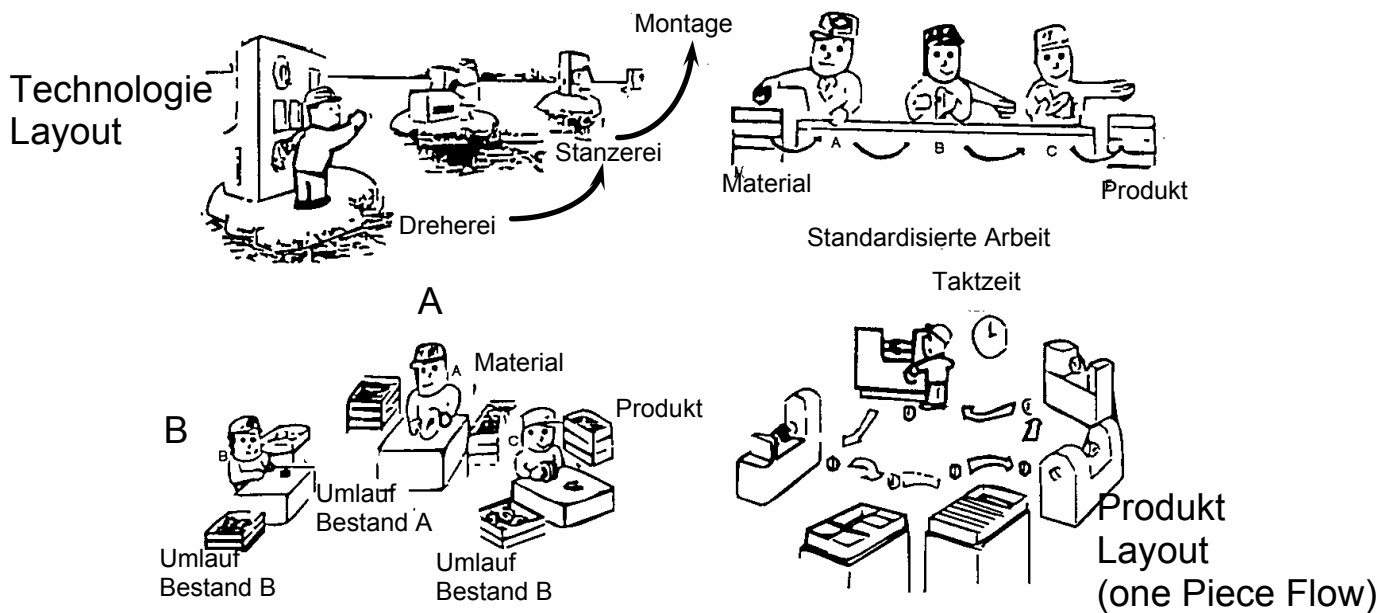 Technologie
Layout
Montage
Stanzerei
Dreherei
A
B
C
Material
Produkt
Standardisierte Arbeit
Taktzeit
A
A
Material
Produkt
B
B
C
Umlauf
Bestand A
Umlauf
Bestand B
Umlauf
Bestand B
Produkt
Layout
(one Piece Flow)